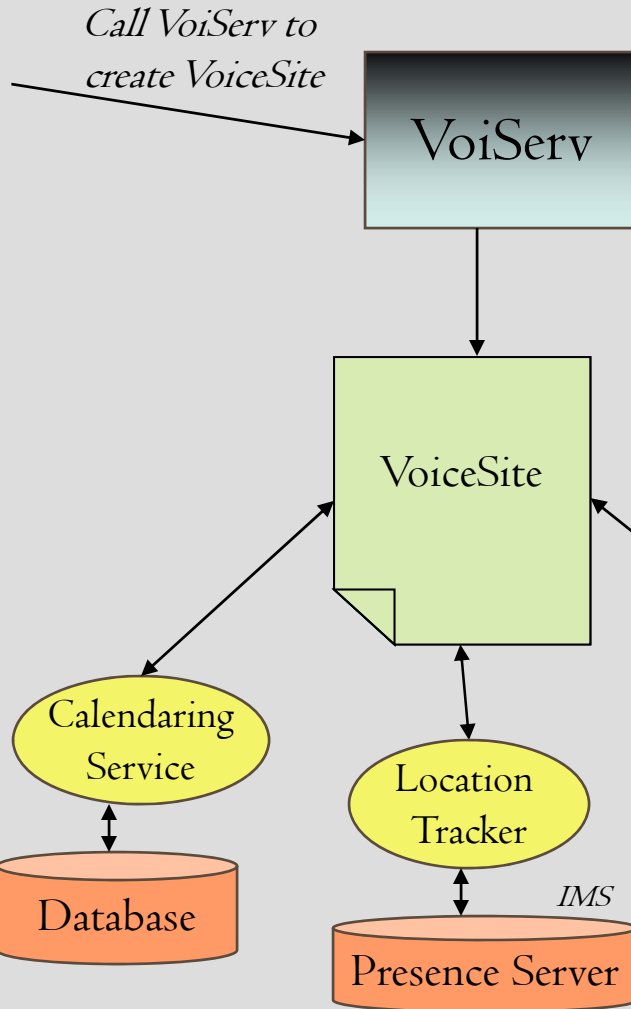 Call VoiServ to
create VoiceSite
VoiServ
VoiceSite
Calendaring
Service
Location
Tracker
Database
IMS
Presence Server